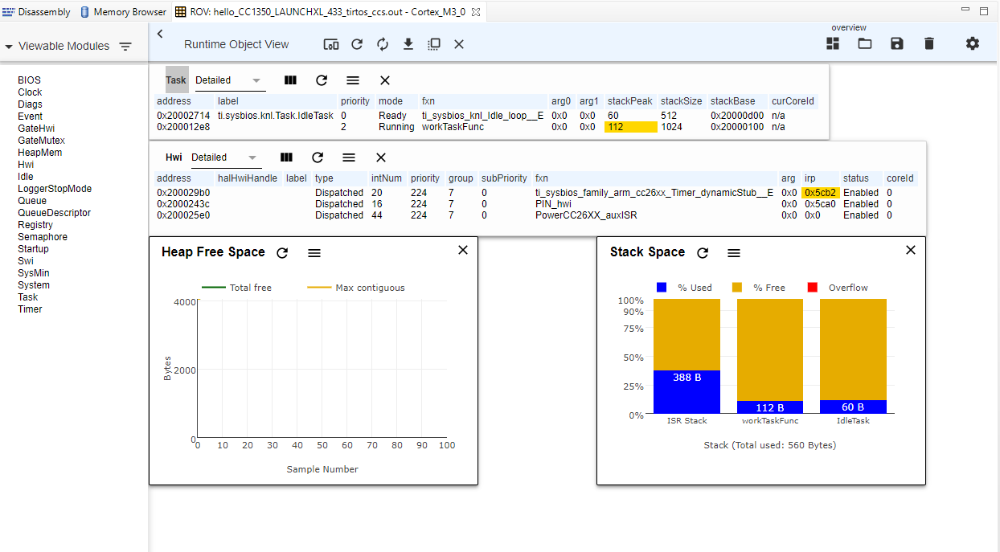 Disassembly Memory Browser ROV: hello_CC1350_LAUNCHXL_433_tirtos_ccs.out - Cortex_M3_0
Viewable Modules
BIOS
Clock
Diags
Event
GateHwi
GateMutex
HeapMem
Hwi
Idle
LoggerStopMode
Queue
QueueDescriptor
Registry
Semaphore
Startup
Swi
SysMin
System
Task
Timer
overview
Runtime Object View
Task Detailed
address label priority mode fxn arg0 arg1 stackPeak stackSize stackBase curCoreId
0x20002714 ti.sysbios.knl.Task.IdleTask 0 Ready ti_sysbios_knl_Idle_loop__E 0x0 0x0 60 512 0x20000d00 n/a
0x200012e8 2 Running workTaskFunc 0x0 0x0 112 1024 0x20000100 n/a
Hwi Detailed
address halHwiHandle label type intNum priority group subPriority fxn arg irp status coreId
0x200029b0 Dispatched 20 224 7 0 ti_sysbios_family_arm_cc26xx_Timer_dynamicStub__E 0x0 0x5cb2 Enabled 0
0x2000243c Dispatched 16 224 7 0 PIN_hwi 0x0 0x5ca0 Enabled 0
0x200025e0 Dispatched 44 224 7 0 PowerCC26XX_auxISR 0x0 0x0 Enabled 0
Heap Free Space
Total free Max contiguous
4000
2000
0
Bytes
0 10 20 30 40 50 60 70 80 90 100
Sample Number
Stack Space
% Used % Free Overflow
100%
90%
75%
50%
25%
0%
388 B 112 B 60 B
ISR Stack workTaskFunc IdleTask
Stack (Total used: 560 Bytes)